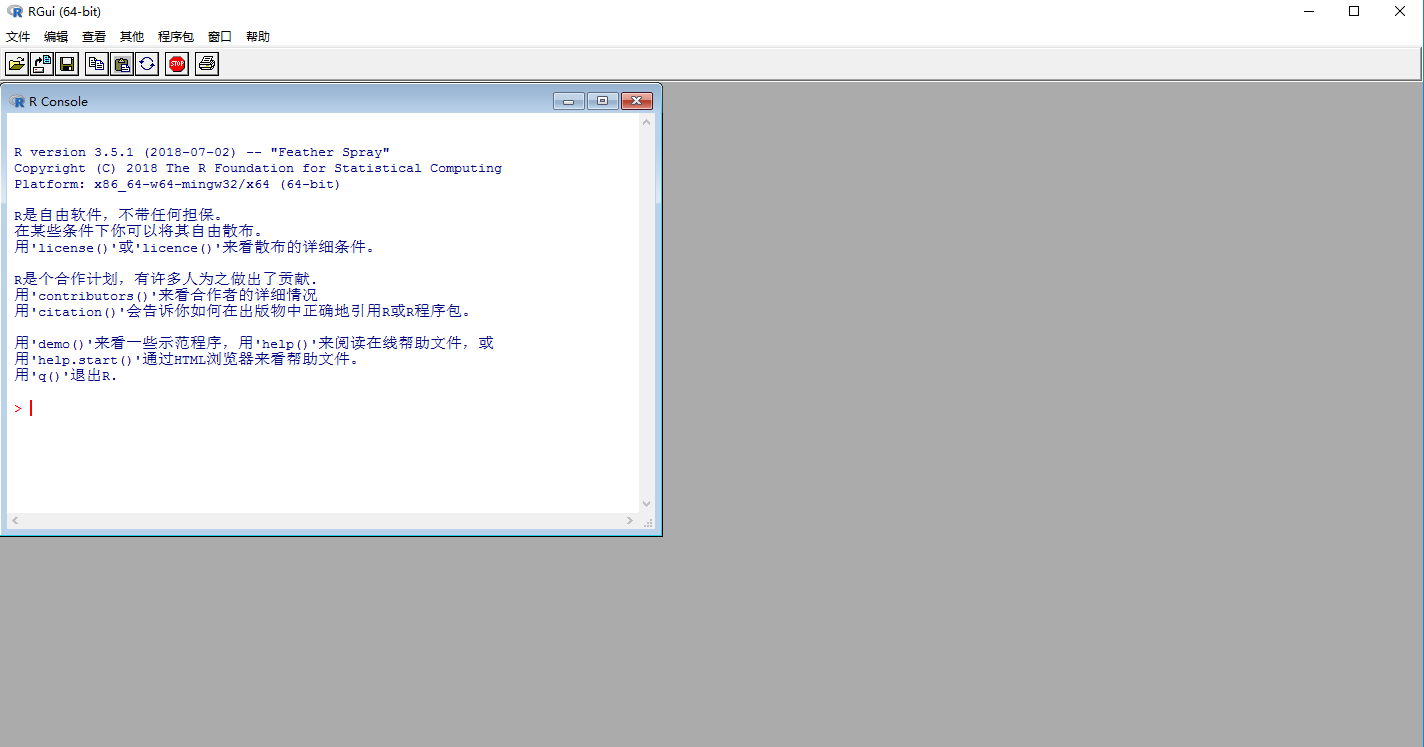 RGui (64-bit)
文件 编辑 查看 其他 程序包 窗口 帮助
STOP
R Console
R version 3.5.1 (2018-07-02) -- "Feather Spray"
Copyright (C) 2018 The R Foundation for Statistical Computing
Platform: x86_64-w64-mingw32/x64 (64-bit)
R是自由软件，不带任何担保。
在某些条件下你可以将其自由散布。
用'license()'或'licence()'来看散布的详细条件。
R是个合作计划，有许多人为之做出了贡献.
用'contributors()'来看合作者的详细情况
用'citation()'会告诉你如何在出版物中正确地引用R或R程序包。
用'demo()'来看一些示范程序，用'help()'来阅读在线帮助文件，或
用'help.start()'通过HTML浏览器来看帮助文件。
用'q()'退出R.
>